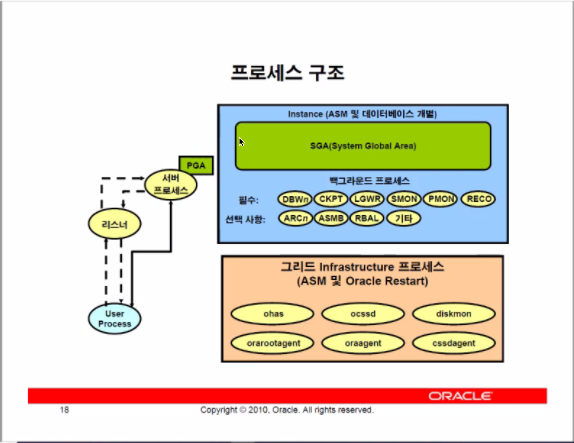 프로세스 구조
Instance (ASM 및 데이터베이스 개별)
SGA(System Global Area)
PGA
서버
프로세스
백그라운드 프로세스
필수: DBWn CKPT LGWR SMON PMON RECO
선택 사항: ARCn ASMB RBAL 기타
리스너
User
Process
그리드 Infrastructure 프로세스
(ASM 및 Oracle Restart)
ohas ocssd diskmon
orarootagent oraagent cssdagent
ORACLE
18 Copyright © 2010, Oracle. All rights reserved.